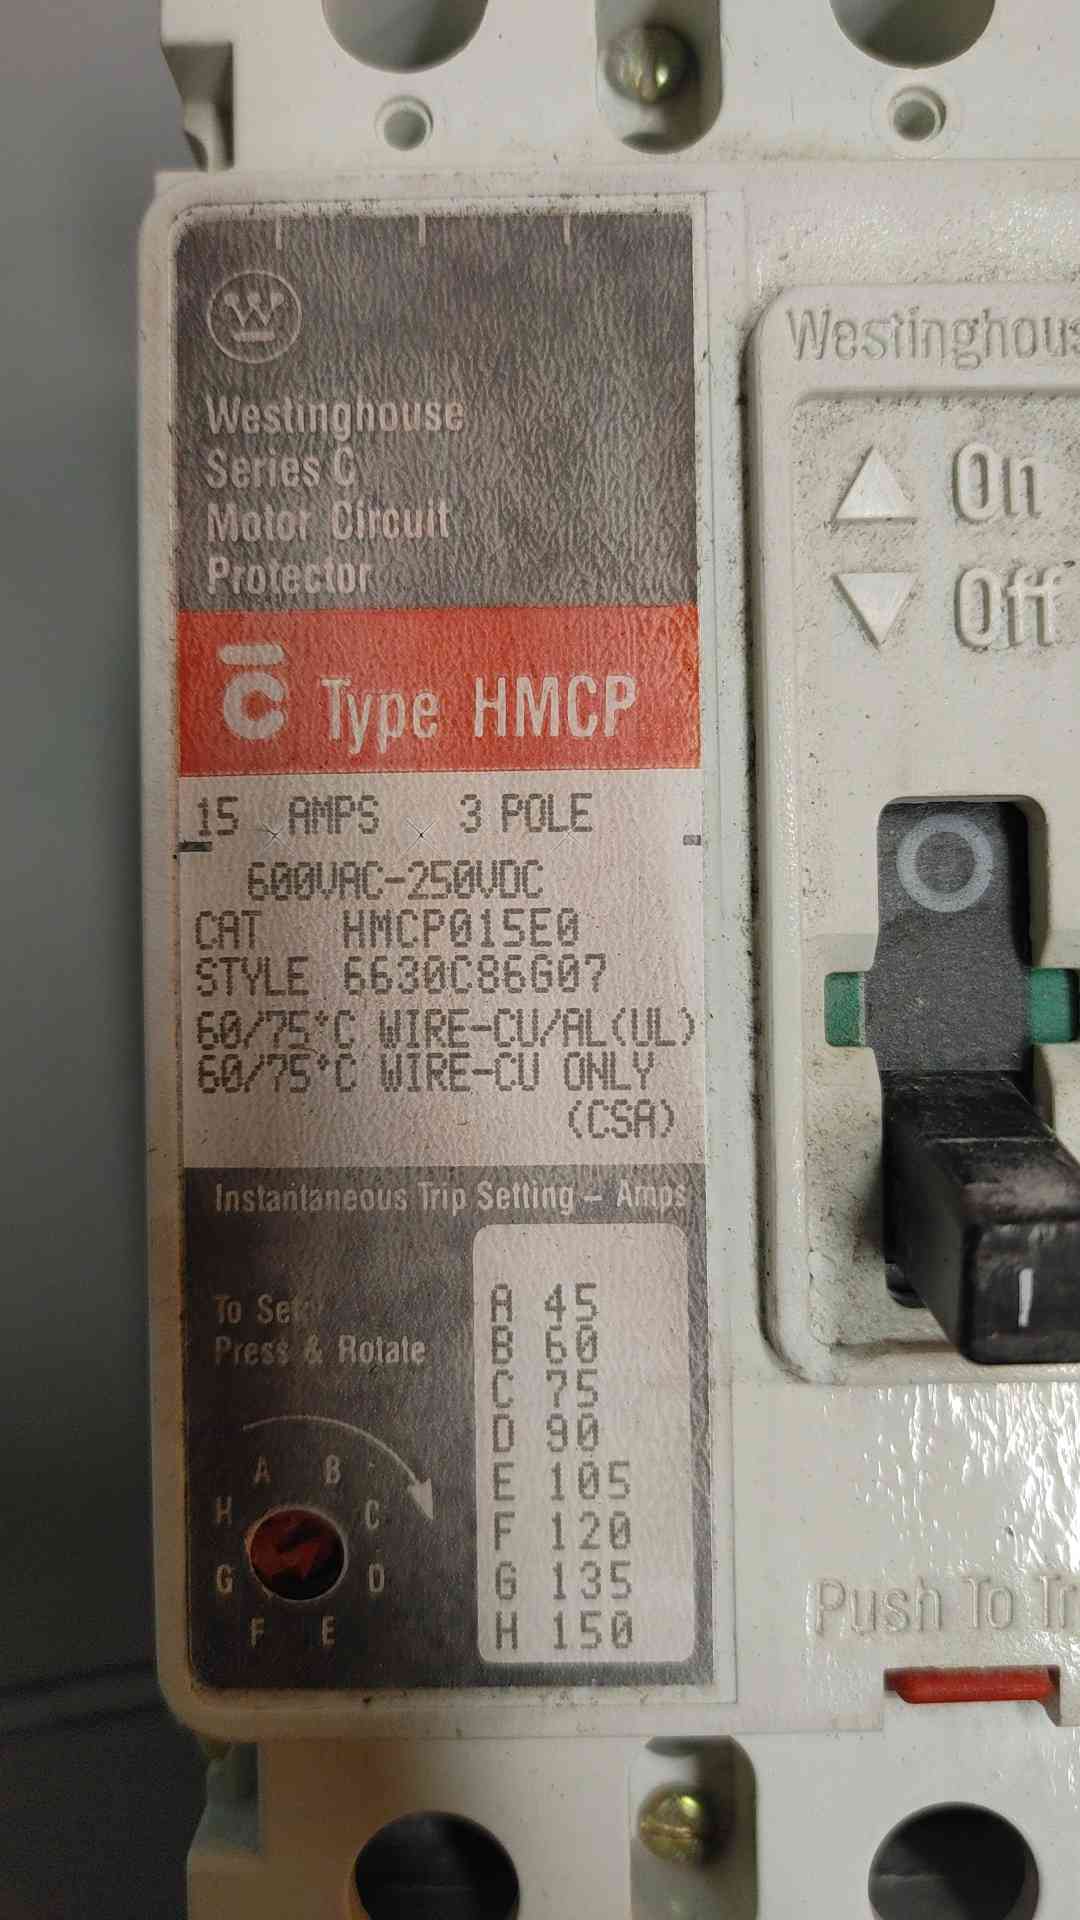 W
Westinghouse
Series C
Motor Circuit
Protector
C Type HMCP
15 AMPS 3 POLE
600VAC-250VDC
CAT HMCP015E0
STYLE 6630C86G07
60/75°C WIRE-CU/AL(UL)
60/75°C WIRE-CU ONLY
(CSA)
Instantaneous Trip Setting – Amps
To Set
Press & Rotate
A 45
B 60
C 75
D 90
E 105
F 120
G 135
H 150
A B
H C
G D
F E
Westinghouse
On
Off
O
I
Push To Tr